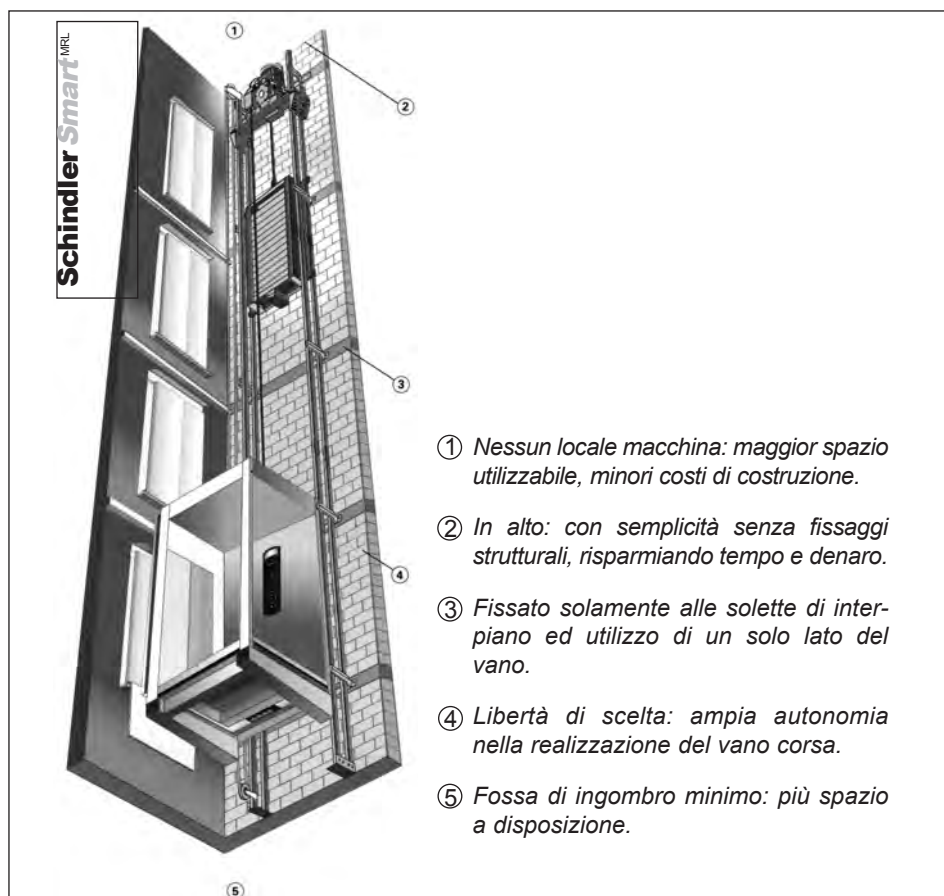 Schindler Smart MRL
①
②
③
④
① Nessun locale macchina: maggior spazio
utilizzabile, minori costi di costruzione.
② In alto: con semplicità senza fissaggi
strutturali, risparmiando tempo e denaro.
③ Fissato solamente alle solette di inter-
piano ed utilizzo di un solo lato del
vano.
④ Libertà di scelta: ampia autonomia
nella realizzazione del vano corsa.
⑤ Fossa di ingombro minimo: più spazio
a disposizione.
⑤